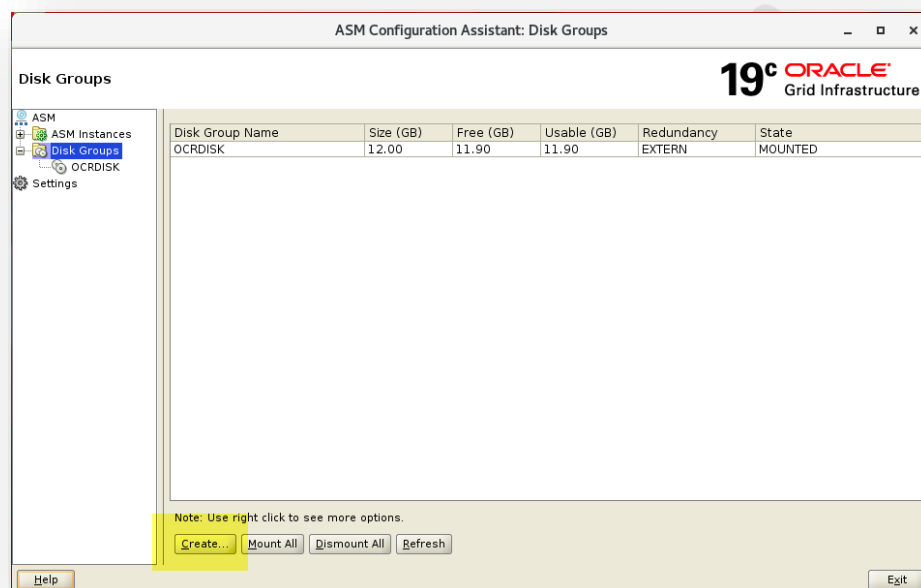 ASM Configuration Assistant: Disk Groups
Disk Groups
19c ORACLE
Grid Infrastructure
ASM
ASM Instances
Disk Groups
OCRDISK
Settings
Disk Group Name Size (GB) Free (GB) Usable (GB) Redundancy State
OCRDISK 12.00 11.90 11.90 EXTERN MOUNTED
Note: Use right click to see more options.
Create... Mount All Dismount All Refresh
Help Exit